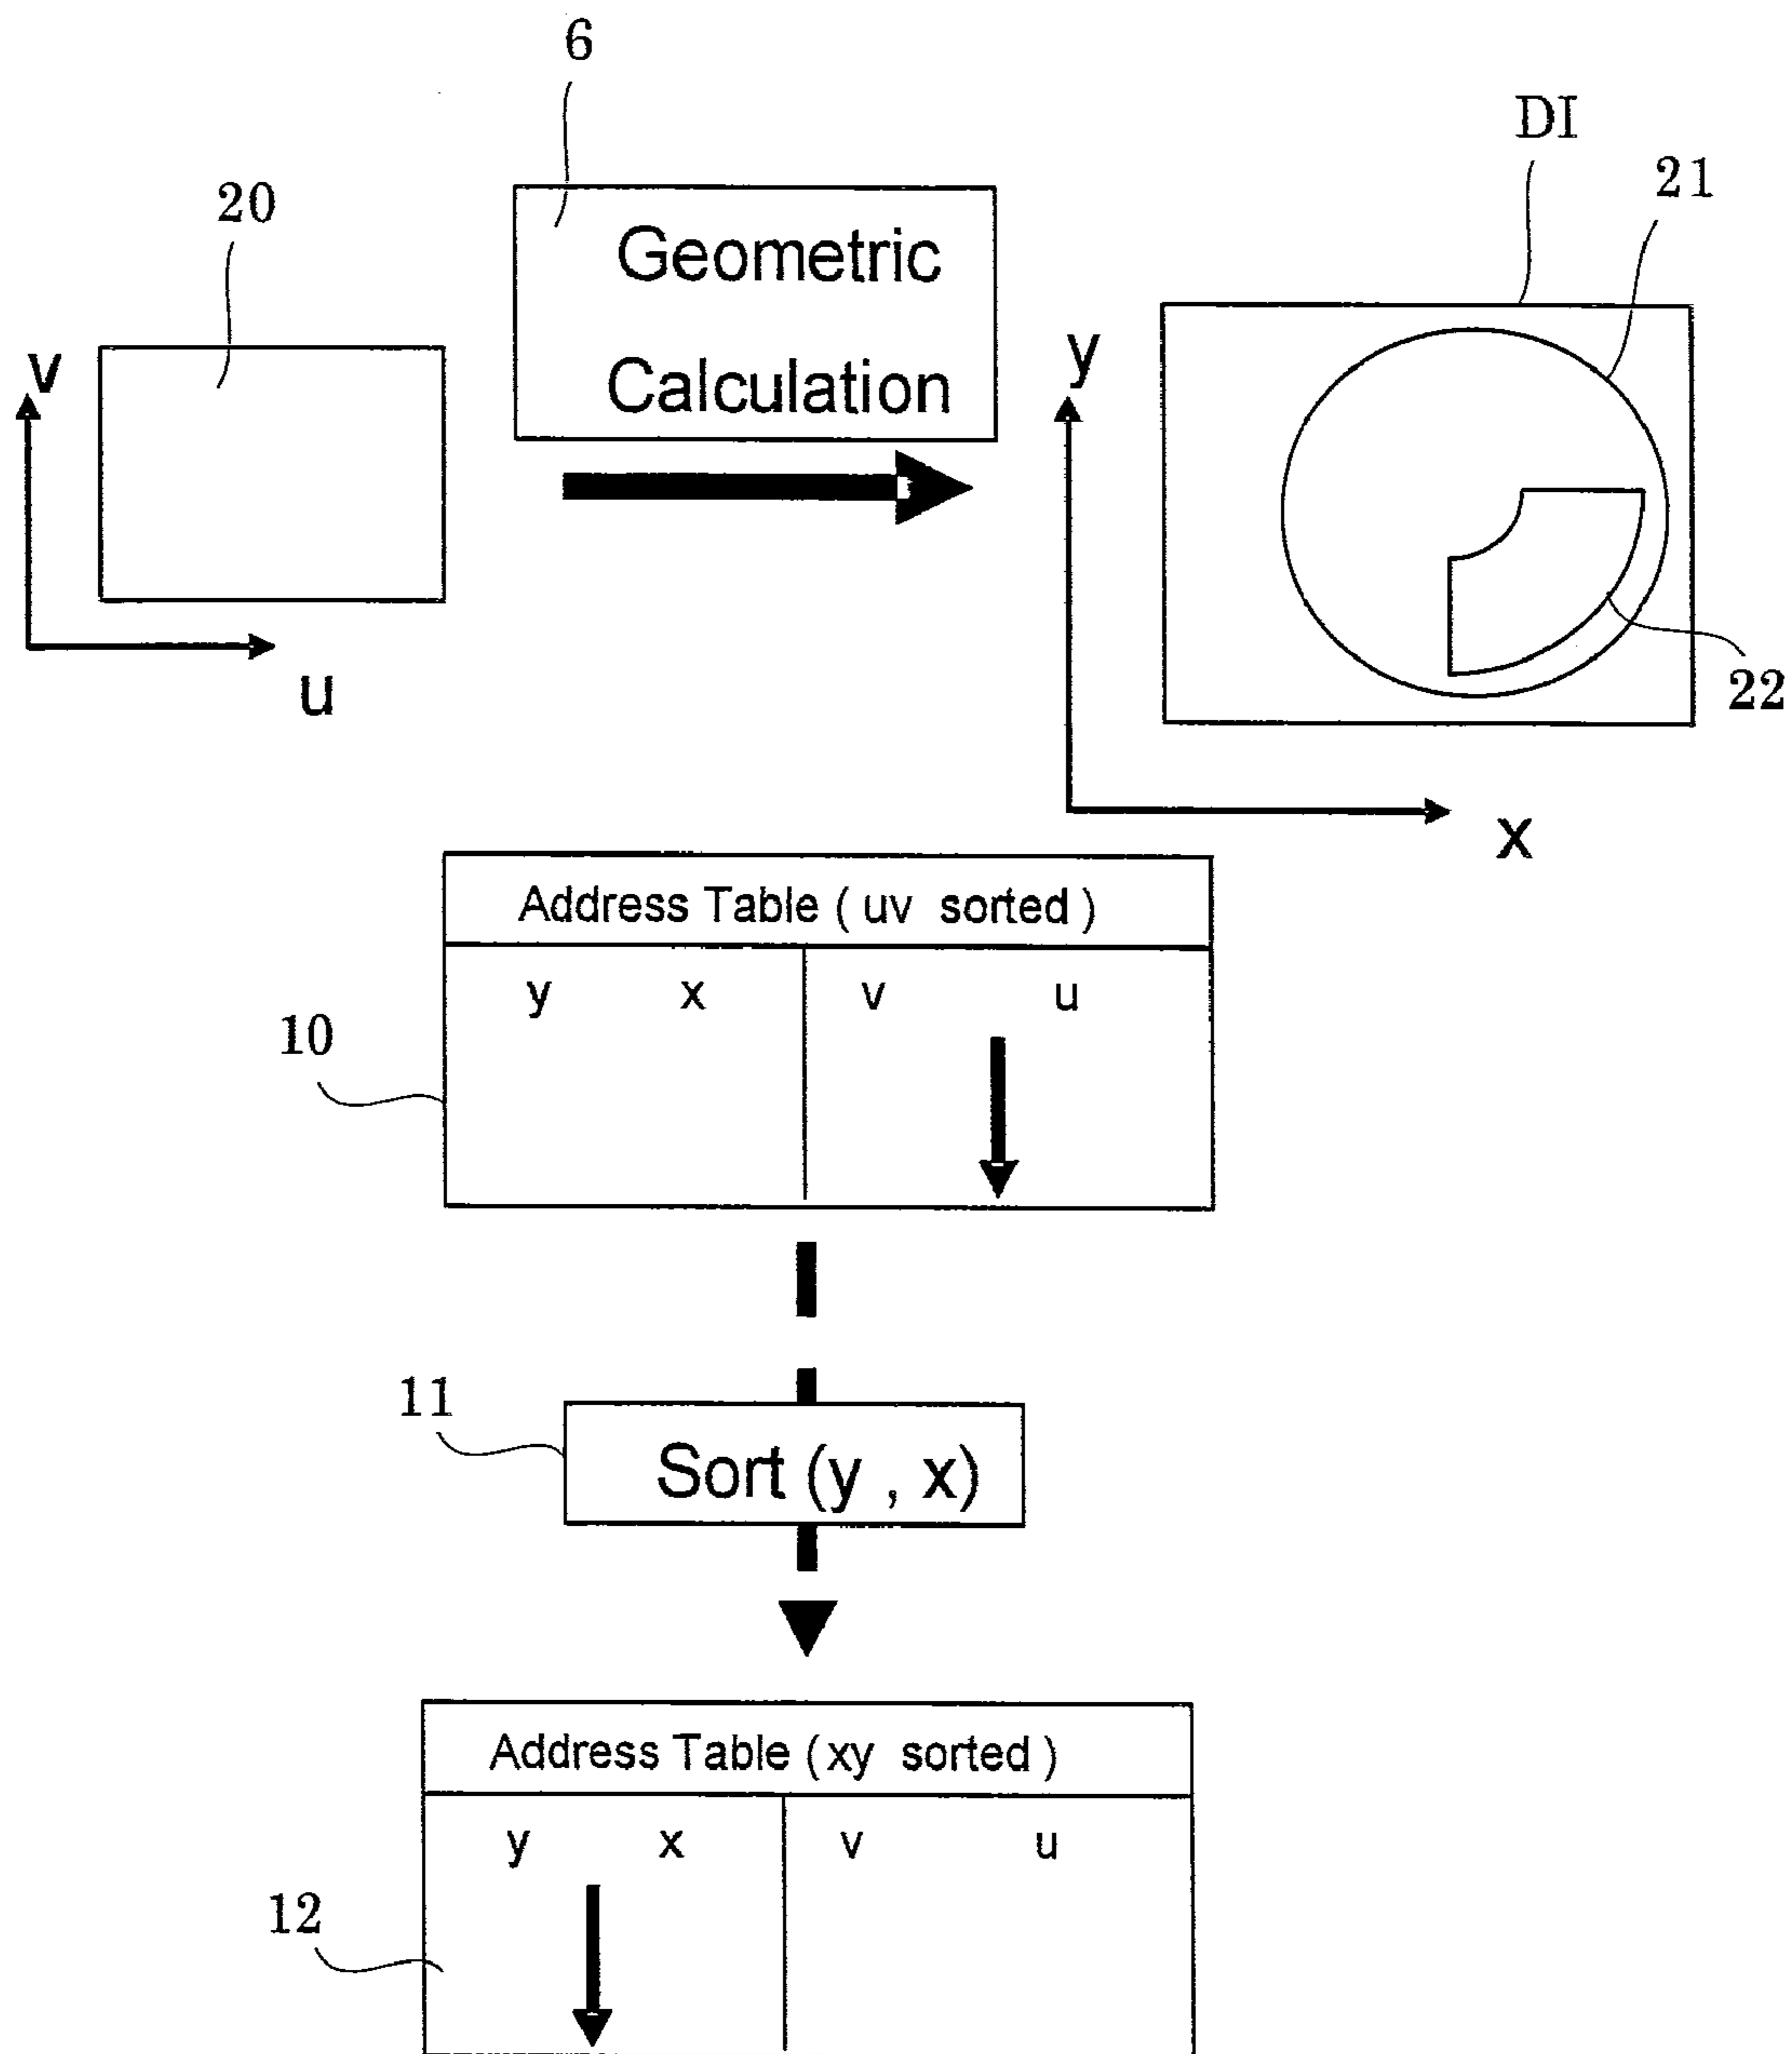 6
DI
21
20
Geometric
Calculation
v
y
u
22
x
Address Table ( uv sorted )
y x v u
10
11
Sort (y , x)
Address Table ( xy sorted )
y x v u
12